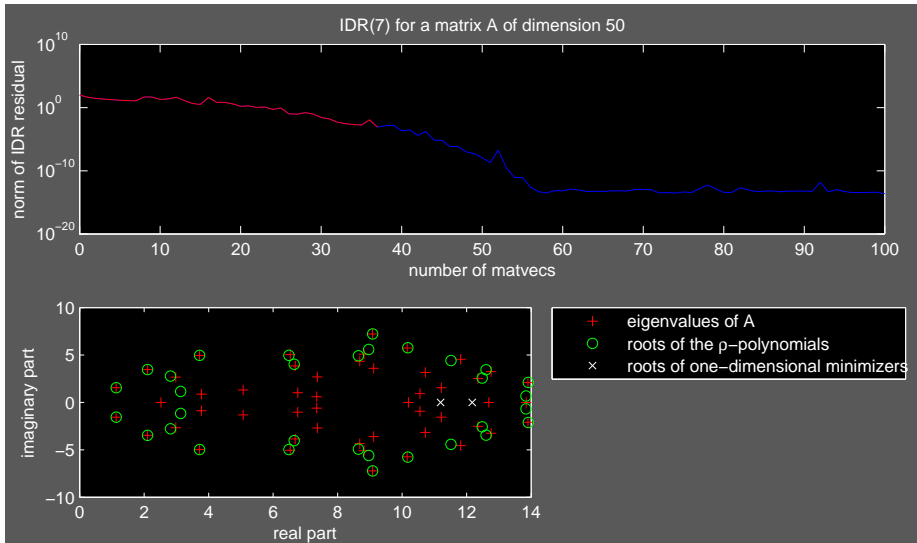 IDR(7) for a matrix A of dimension 50
norm of IDR residual
10^10
10^0
10^-10
10^-20
0 10 20 30 40 50 60 70 80 90 100
number of matvecs
imaginary part
10
5
0
-5
-10
0 2 4 6 8 10 12 14
real part
eigenvalues of A
roots of the ρ-polynomials
roots of one-dimensional minimizers